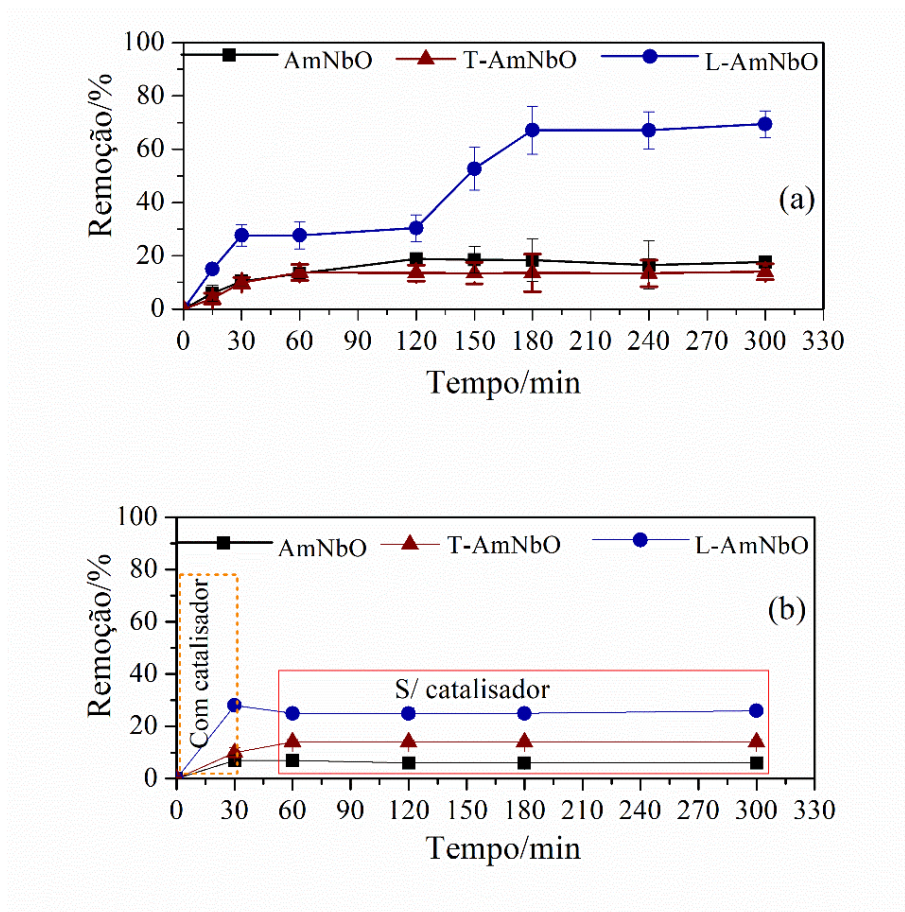 AmNbO T-AmNbO L-AmNbO
100
80
60
40
20
0
Remoção/%
(a)
0 30 60 90 120 150 180 210 240 270 300 330
Tempo/min
AmNbO T-AmNbO L-AmNbO
100
80
60
40
20
0
Remoção/%
(b)
Com catalisador
S/ catalisador
0 30 60 90 120 150 180 210 240 270 300 330
Tempo/min